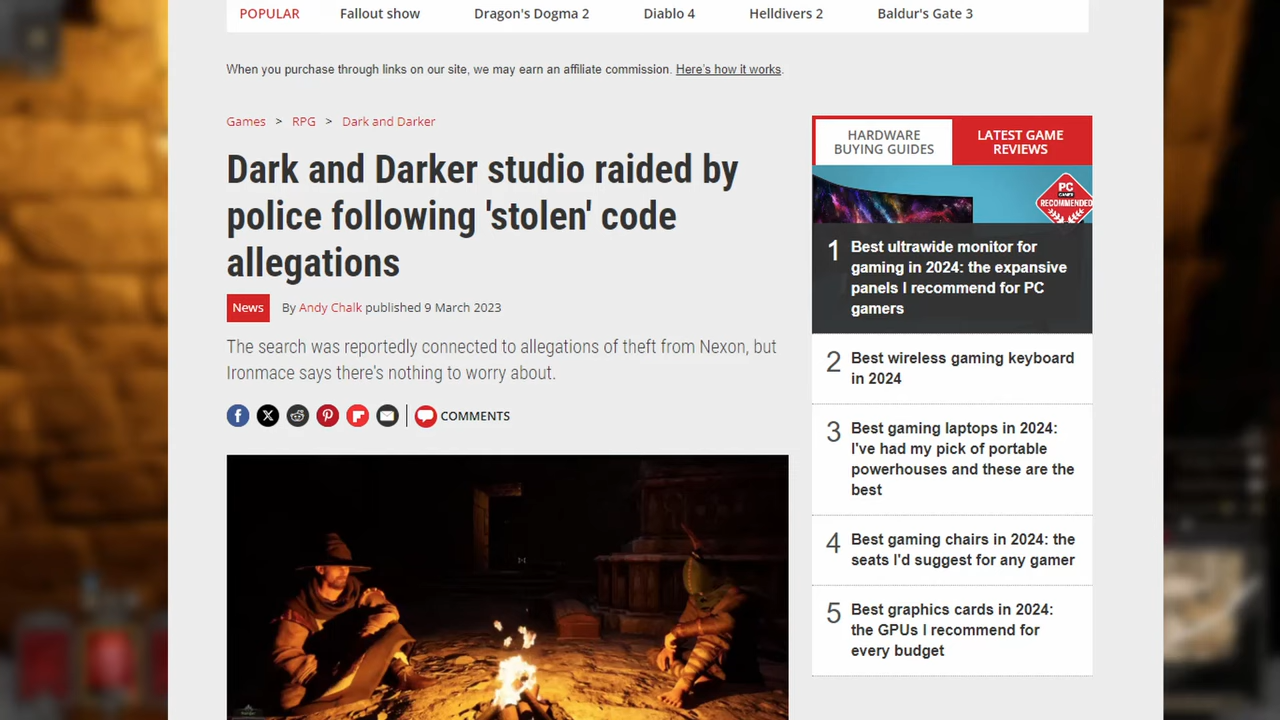 POPULAR Fallout show Dragon's Dogma 2 Diablo 4 Helldivers 2 Baldur's Gate 3
When you purchase through links on our site, we may earn an affiliate commission. Here's how it works.
Games > RPG > Dark and Darker
Dark and Darker studio raided by
police following 'stolen' code
allegations
News By Andy Chalk published 9 March 2023
The search was reportedly connected to allegations of theft from Nexon, but
Ironmace says there's nothing to worry about.
COMMENTS
HARDWARE
BUYING GUIDES
LATEST GAME
REVIEWS
PC
GAMER
RECOMMENDED
1 Best ultrawide monitor for
gaming in 2024: the expansive
panels I recommend for PC
gamers
2 Best wireless gaming keyboard
in 2024
3 Best gaming laptops in 2024:
I've had my pick of portable
powerhouses and these are the
best
4 Best gaming chairs in 2024: the
seats I'd suggest for any gamer
5 Best graphics cards in 2024:
the GPUs I recommend for
every budget